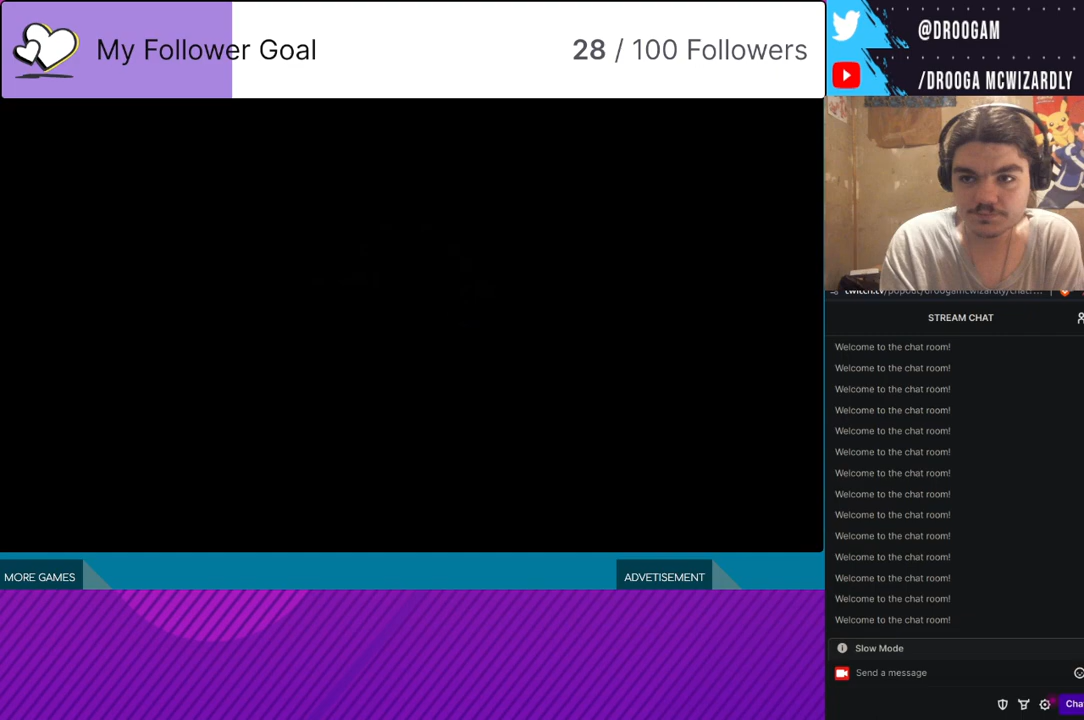 My Follower Goal
28 / 100 Followers
@DROOGAM
/DROOGA MCWIZARDLY
STREAM CHAT
Welcome to the chat room!
Welcome to the chat room!
Welcome to the chat room!
Welcome to the chat room!
Welcome to the chat room!
Welcome to the chat room!
Welcome to the chat room!
Welcome to the chat room!
Welcome to the chat room!
Welcome to the chat room!
Welcome to the chat room!
Welcome to the chat room!
Welcome to the chat room!
Welcome to the chat room!
MORE GAMES
ADVETISEMENT
Slow Mode
Send a message
Cha